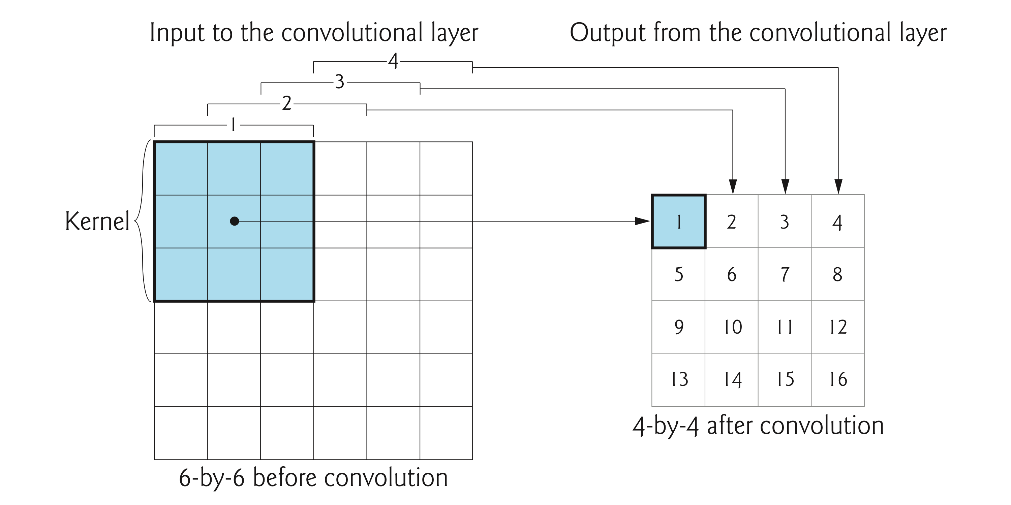 Input to the convolutional layer
Output from the convolutional layer
4
3
2
1
Kernel
1 2 3 4
5 6 7 8
9 10 11 12
13 14 15 16
4-by-4 after convolution
6-by-6 before convolution